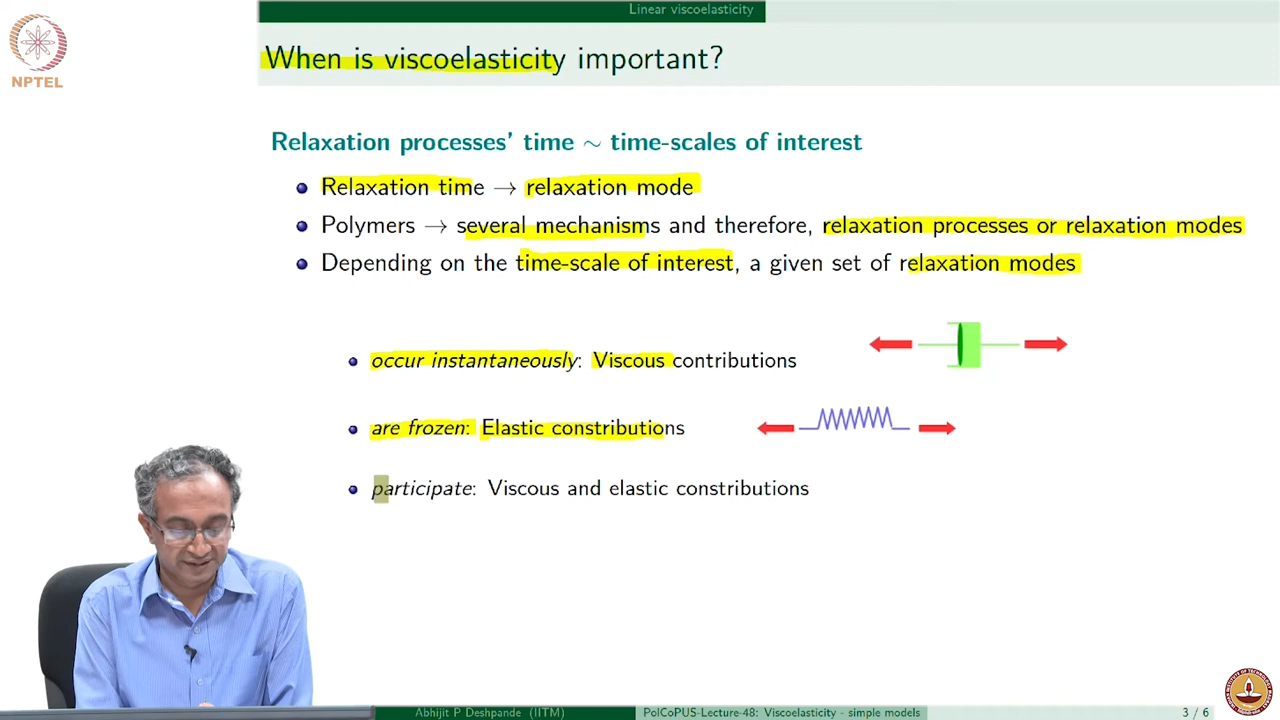 Linear viscoelasticity
NPTEL
When is viscoelasticity important?
Relaxation processes' time ∼ time-scales of interest
Relaxation time → relaxation mode
Polymers → several mechanisms and therefore, relaxation processes or relaxation modes
Depending on the time-scale of interest, a given set of relaxation modes
occur instantaneously: Viscous contributions
are frozen: Elastic constributions
participate: Viscous and elastic constributions
Abhijit P Deshpande (IITM) PolCoPUS-Lecture-48: Viscoelasticity - simple models 3 / 6